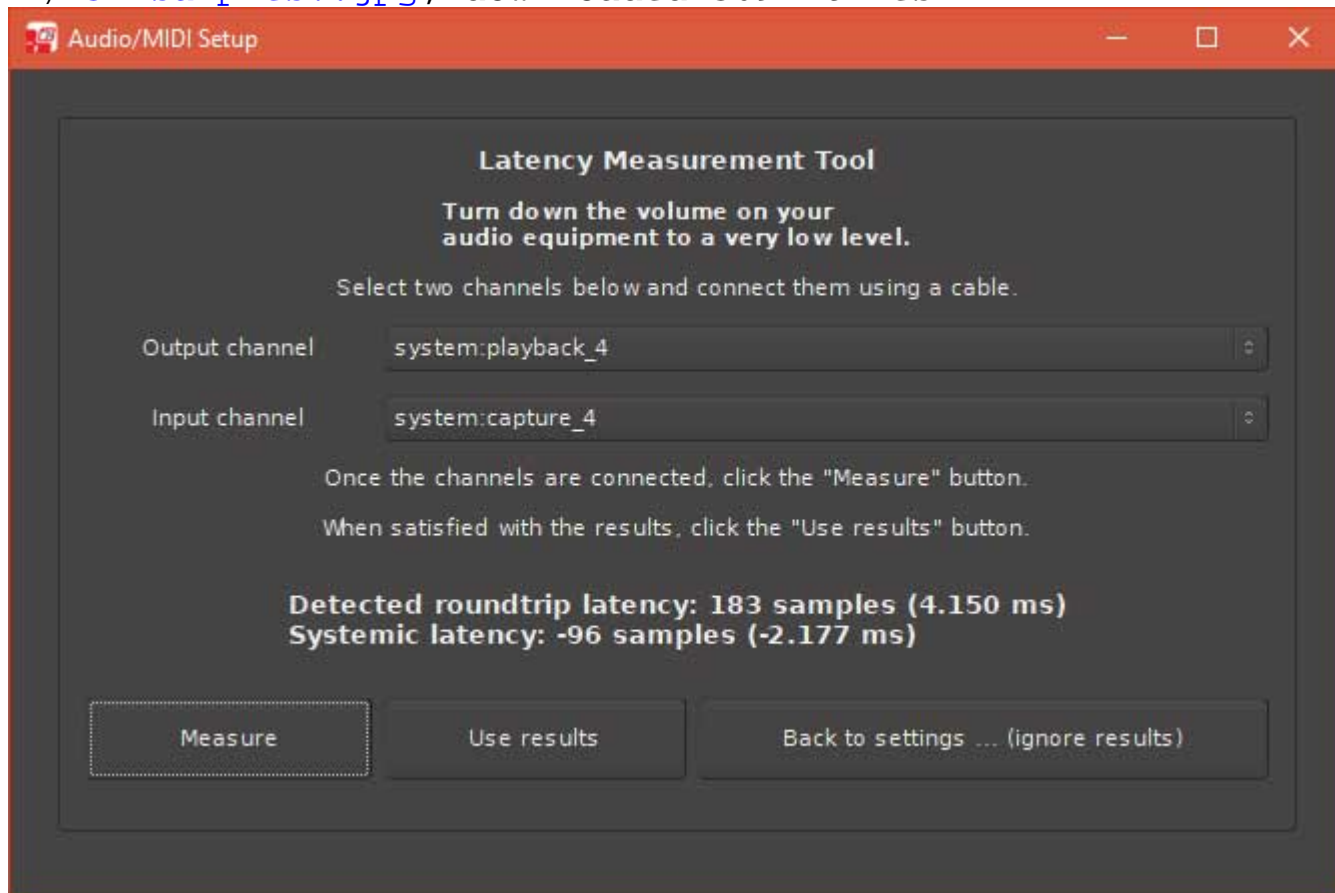 Audio/MIDI Setup
Latency Measurement Tool
Turn down the volume on your
audio equipment to a very low level.
Select two channels below and connect them using a cable.
Output channel system:playback_4
Input channel system:capture_4
Once the channels are connected, click the "Measure" button.
When satisfied with the results, click the "Use results" button.
Detected roundtrip latency: 183 samples (4.150 ms)
Systemic latency: -96 samples (-2.177 ms)
Measure Use results Back to settings ... (ignore results)